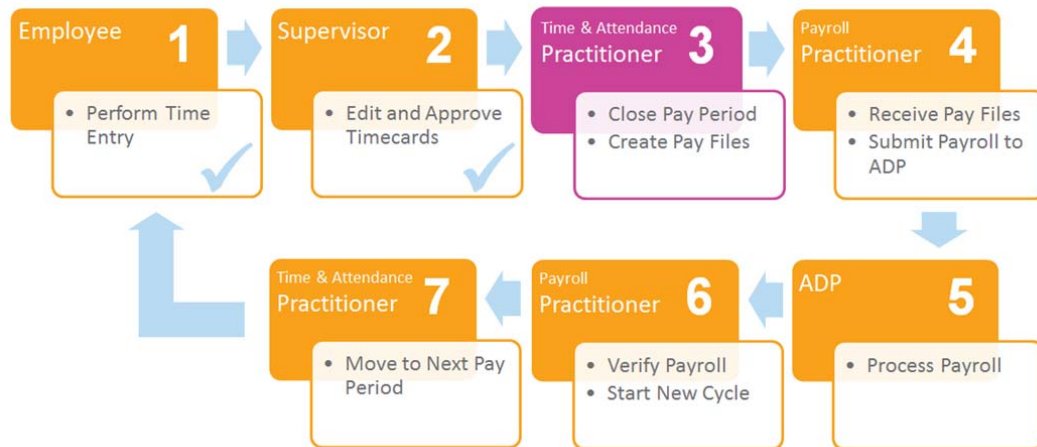 Employee 1
• Perform Time
Entry
Supervisor 2
• Edit and Approve
Timecards
Time & Attendance
Practitioner 3
• Close Pay Period
• Create Pay Files
Payroll
Practitioner 4
• Receive Pay Files
• Submit Payroll to
ADP
ADP 5
• Process Payroll
Payroll
Practitioner 6
• Verify Payroll
• Start New Cycle
Time & Attendance
Practitioner 7
• Move to Next Pay
Period